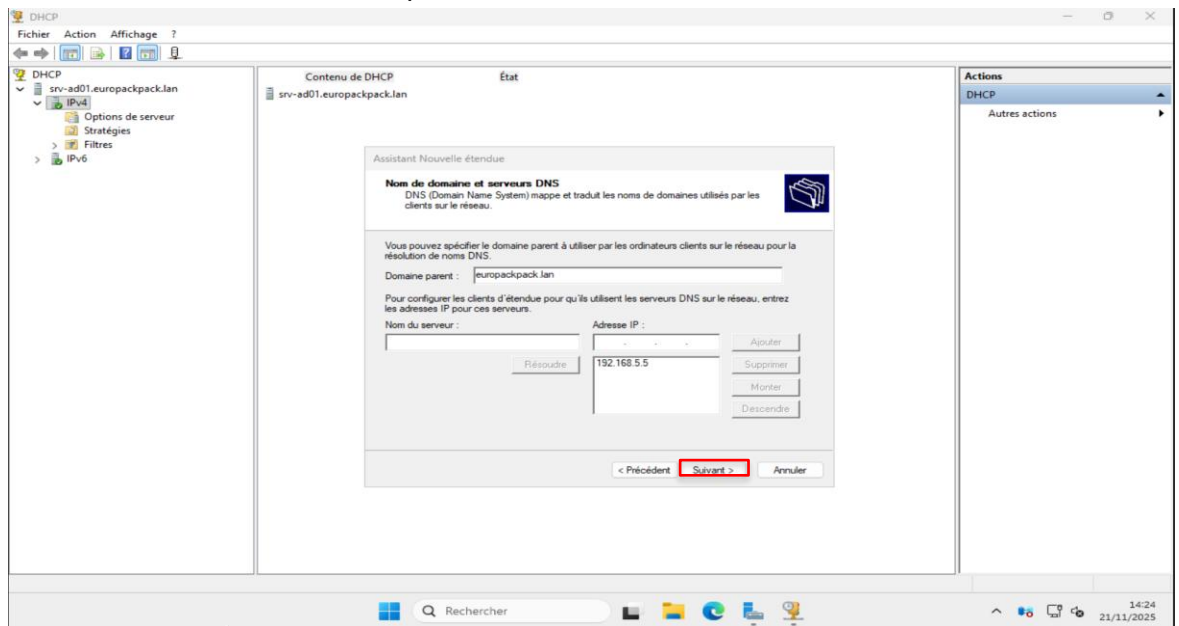 DHCP
Fichier Action Affichage ?
DHCP
srv-ad01.europackpack.lan
IPv4
Options de serveur
Stratégies
Filtres
IPv6
Contenu de DHCP État
srv-ad01.europackpack.lan
Assistant Nouvelle étendue
Nom de domaine et serveurs DNS
DNS (Domain Name System) mappe et traduit les noms de domaines utilisés par les
clients sur le réseau.
Vous pouvez spécifier le domaine parent à utiliser par les ordinateurs clients sur le réseau pour la
résolution de noms DNS.
Domaine parent : europackpack.lan
Pour configurer les clients d'étendue pour qu'ils utilisent les serveurs DNS sur le réseau, entrez
les adresses IP pour ces serveurs.
Nom du serveur : Adresse IP :
Ajouter
Résoudre 192.168.5.5 Supprimer
Monter
Descendre
< Précédent Suivant > Annuler
Actions
DHCP
Autres actions
Rechercher
14:24
21/11/2025